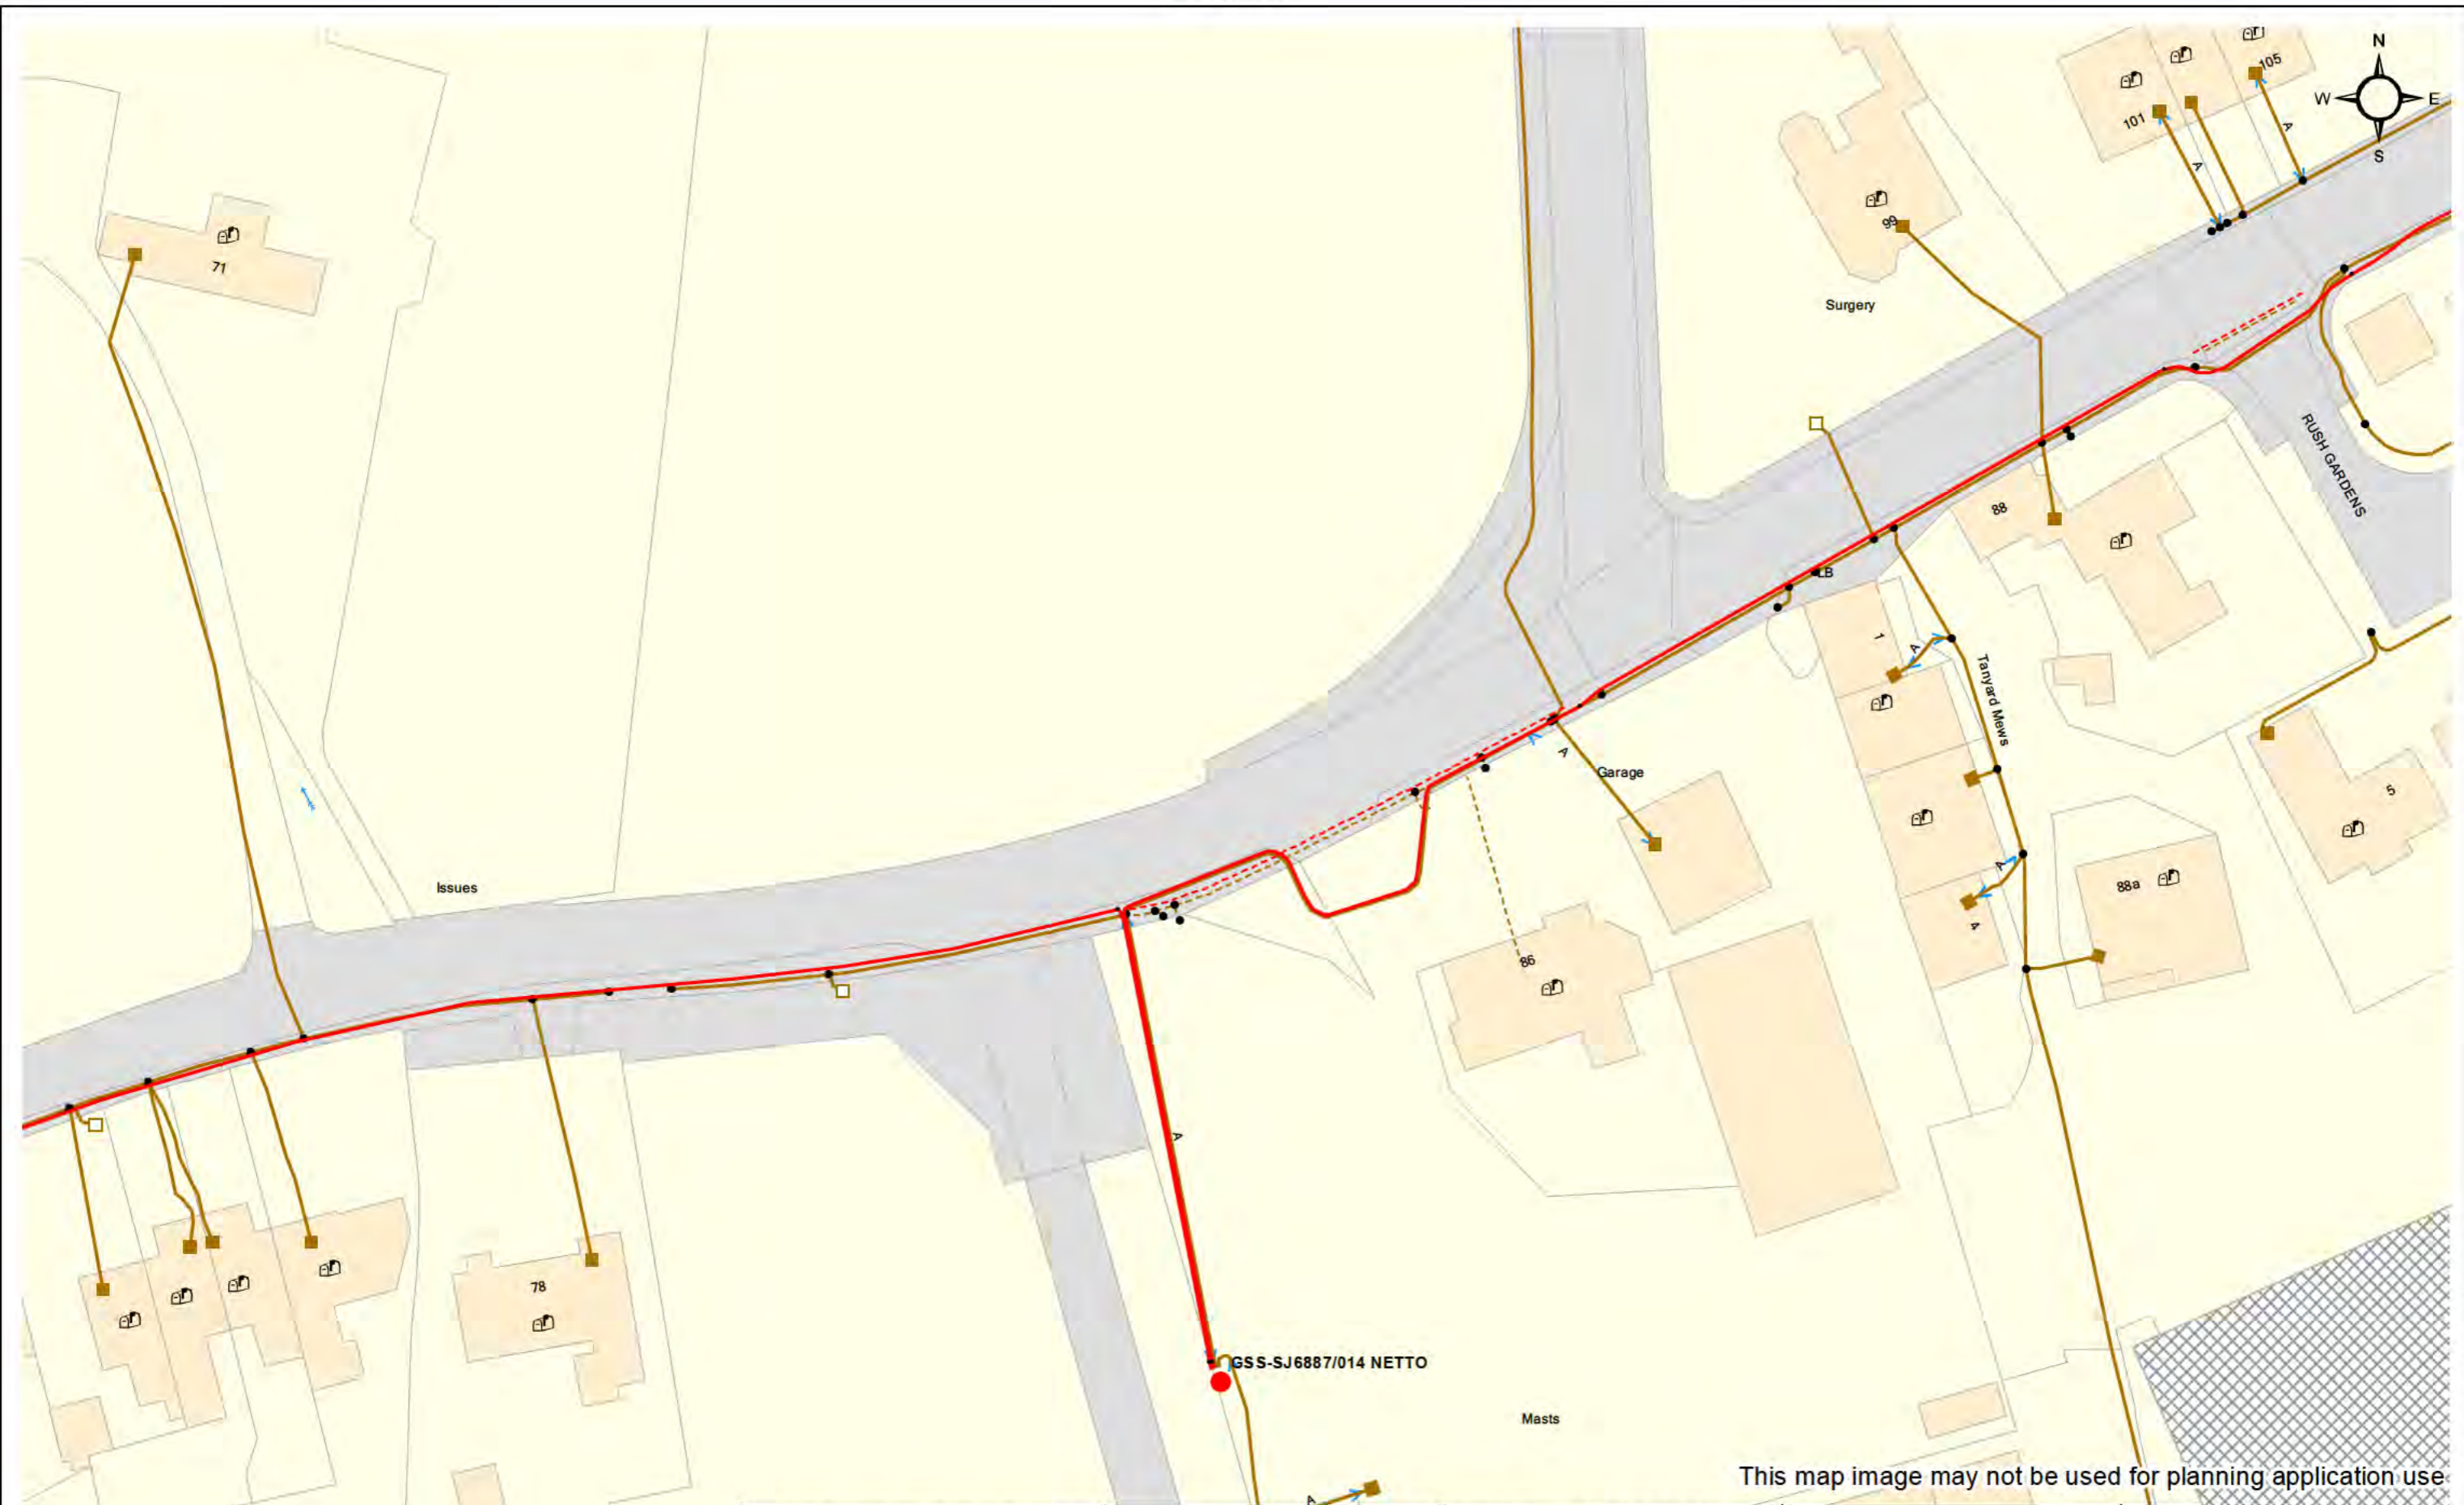 N
W E
S
105
101
A
A
99
71
Surgery
RUSH GARDENS
88
LB
1
A
Tanyard Mews
A
Garage
5
Issues
A
88a
4
86
A
78
GSS-SJ6887/014 NETTO
Masts
This map image may not be used for planning application use
A